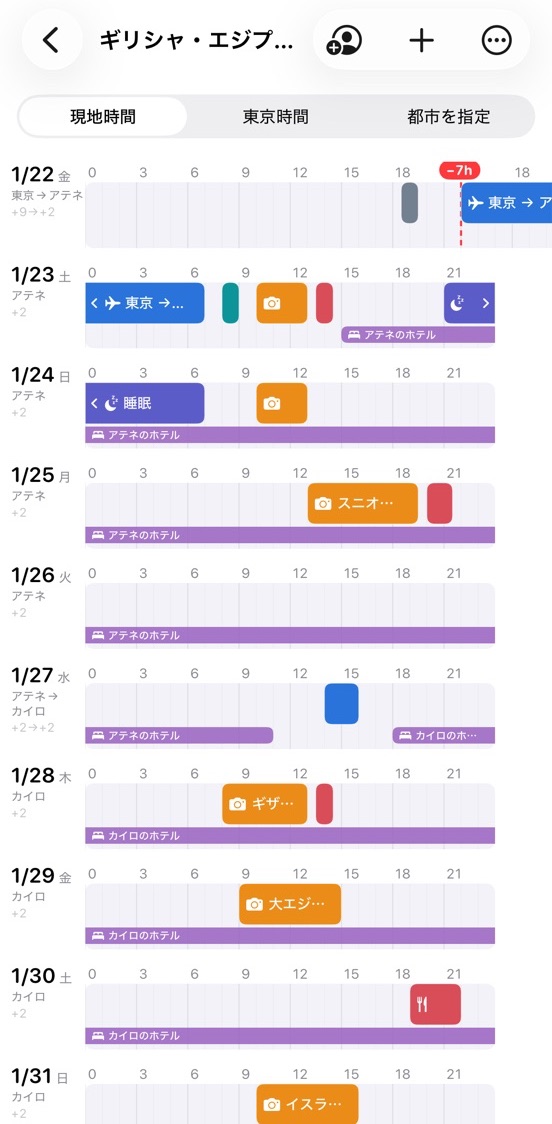 ギリシャ・エジプ...
現地時間 東京時間 都市を指定
1/22 金 0 3 6 9 12 15 18 −7h 18
東京→アテネ
+9→+2
東京 → ア
1/23 土 0 3 6 9 12 15 18 21
アテネ
+2
東京 →...
アテネのホテル
1/24 日 0 3 6 9 12 15 18 21
アテネ
+2
睡眠
アテネのホテル
1/25 月 0 3 6 9 12 15 18 21
アテネ
+2
スニオ...
アテネのホテル
1/26 火 0 3 6 9 12 15 18 21
アテネ
+2
アテネのホテル
1/27 水 0 3 6 9 12 15 18 21
アテネ→
カイロ
+2→+2
アテネのホテル カイロのホ...
1/28 木 0 3 6 9 12 15 18 21
カイロ
+2
ギザ...
カイロのホテル
1/29 金 0 3 6 9 12 15 18 21
カイロ
+2
大エジ...
カイロのホテル
1/30 土 0 3 6 9 12 15 18 21
カイロ
+2
カイロのホテル
1/31 日 0 3 6 9 12 15 18 21
カイロ
+2
イスラ...